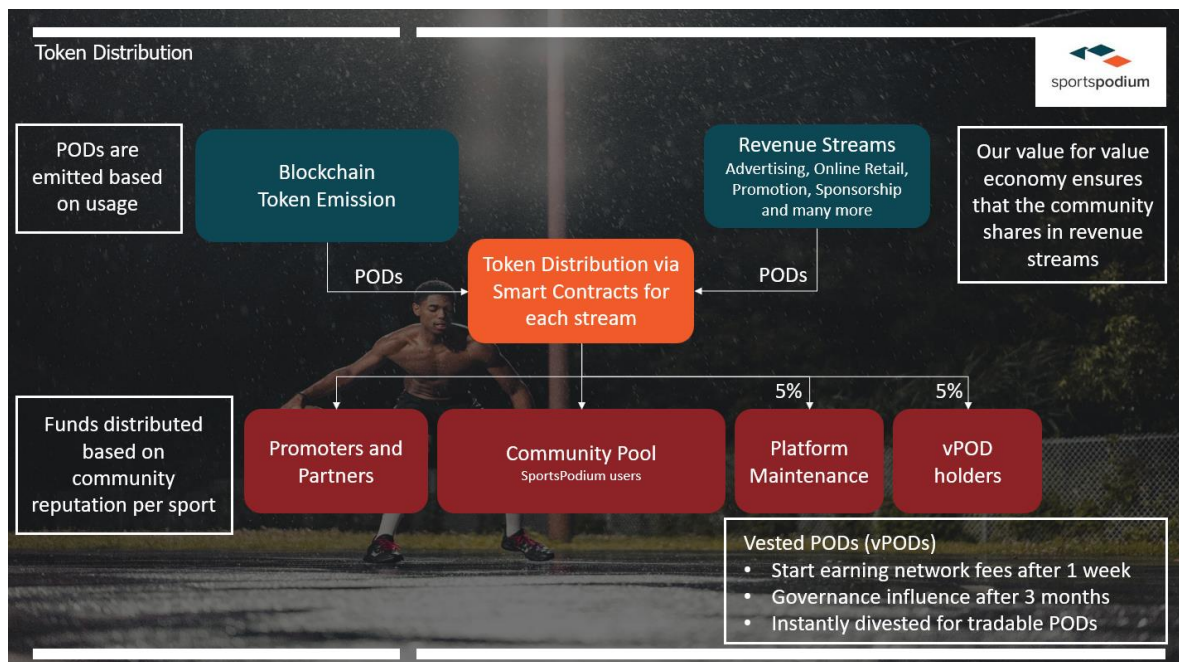 Token Distribution
sportspodium
PODs are
emitted based
on usage
Blockchain
Token Emission
Revenue Streams
Advertising, Online Retail,
Promotion, Sponsorship
and many more
Our value for value
economy ensures
that the community
shares in revenue
streams
PODs
Token Distribution via
Smart Contracts for
each stream
PODs
5%
5%
Funds distributed
based on
community
reputation per sport
Promoters and
Partners
Community Pool
SportsPodium users
Platform
Maintenance
vPOD
holders
Vested PODs (vPODs)
• Start earning network fees after 1 week
• Governance influence after 3 months
• Instantly divested for tradable PODs